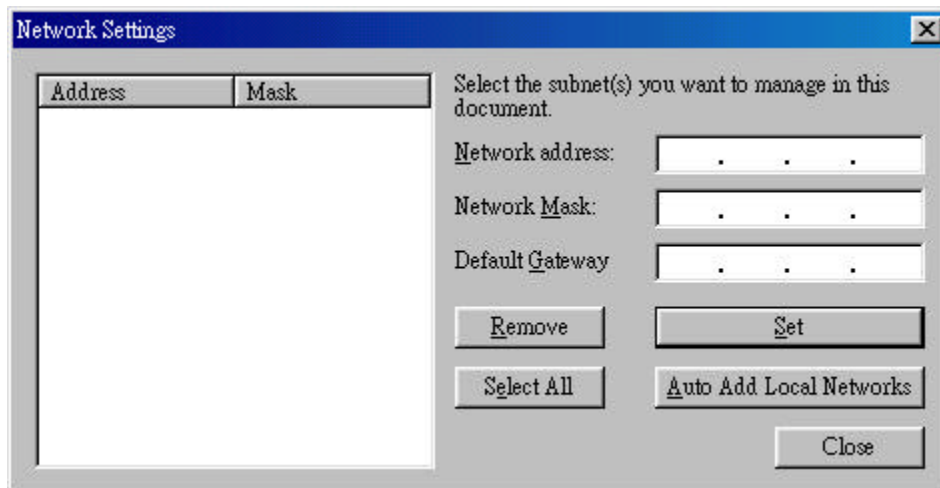 Network Settings
Address Mask
Select the subnet(s) you want to manage in this
document.
Network address:
Network Mask:
Default Gateway
Remove
Set
Select All
Auto Add Local Networks
Close